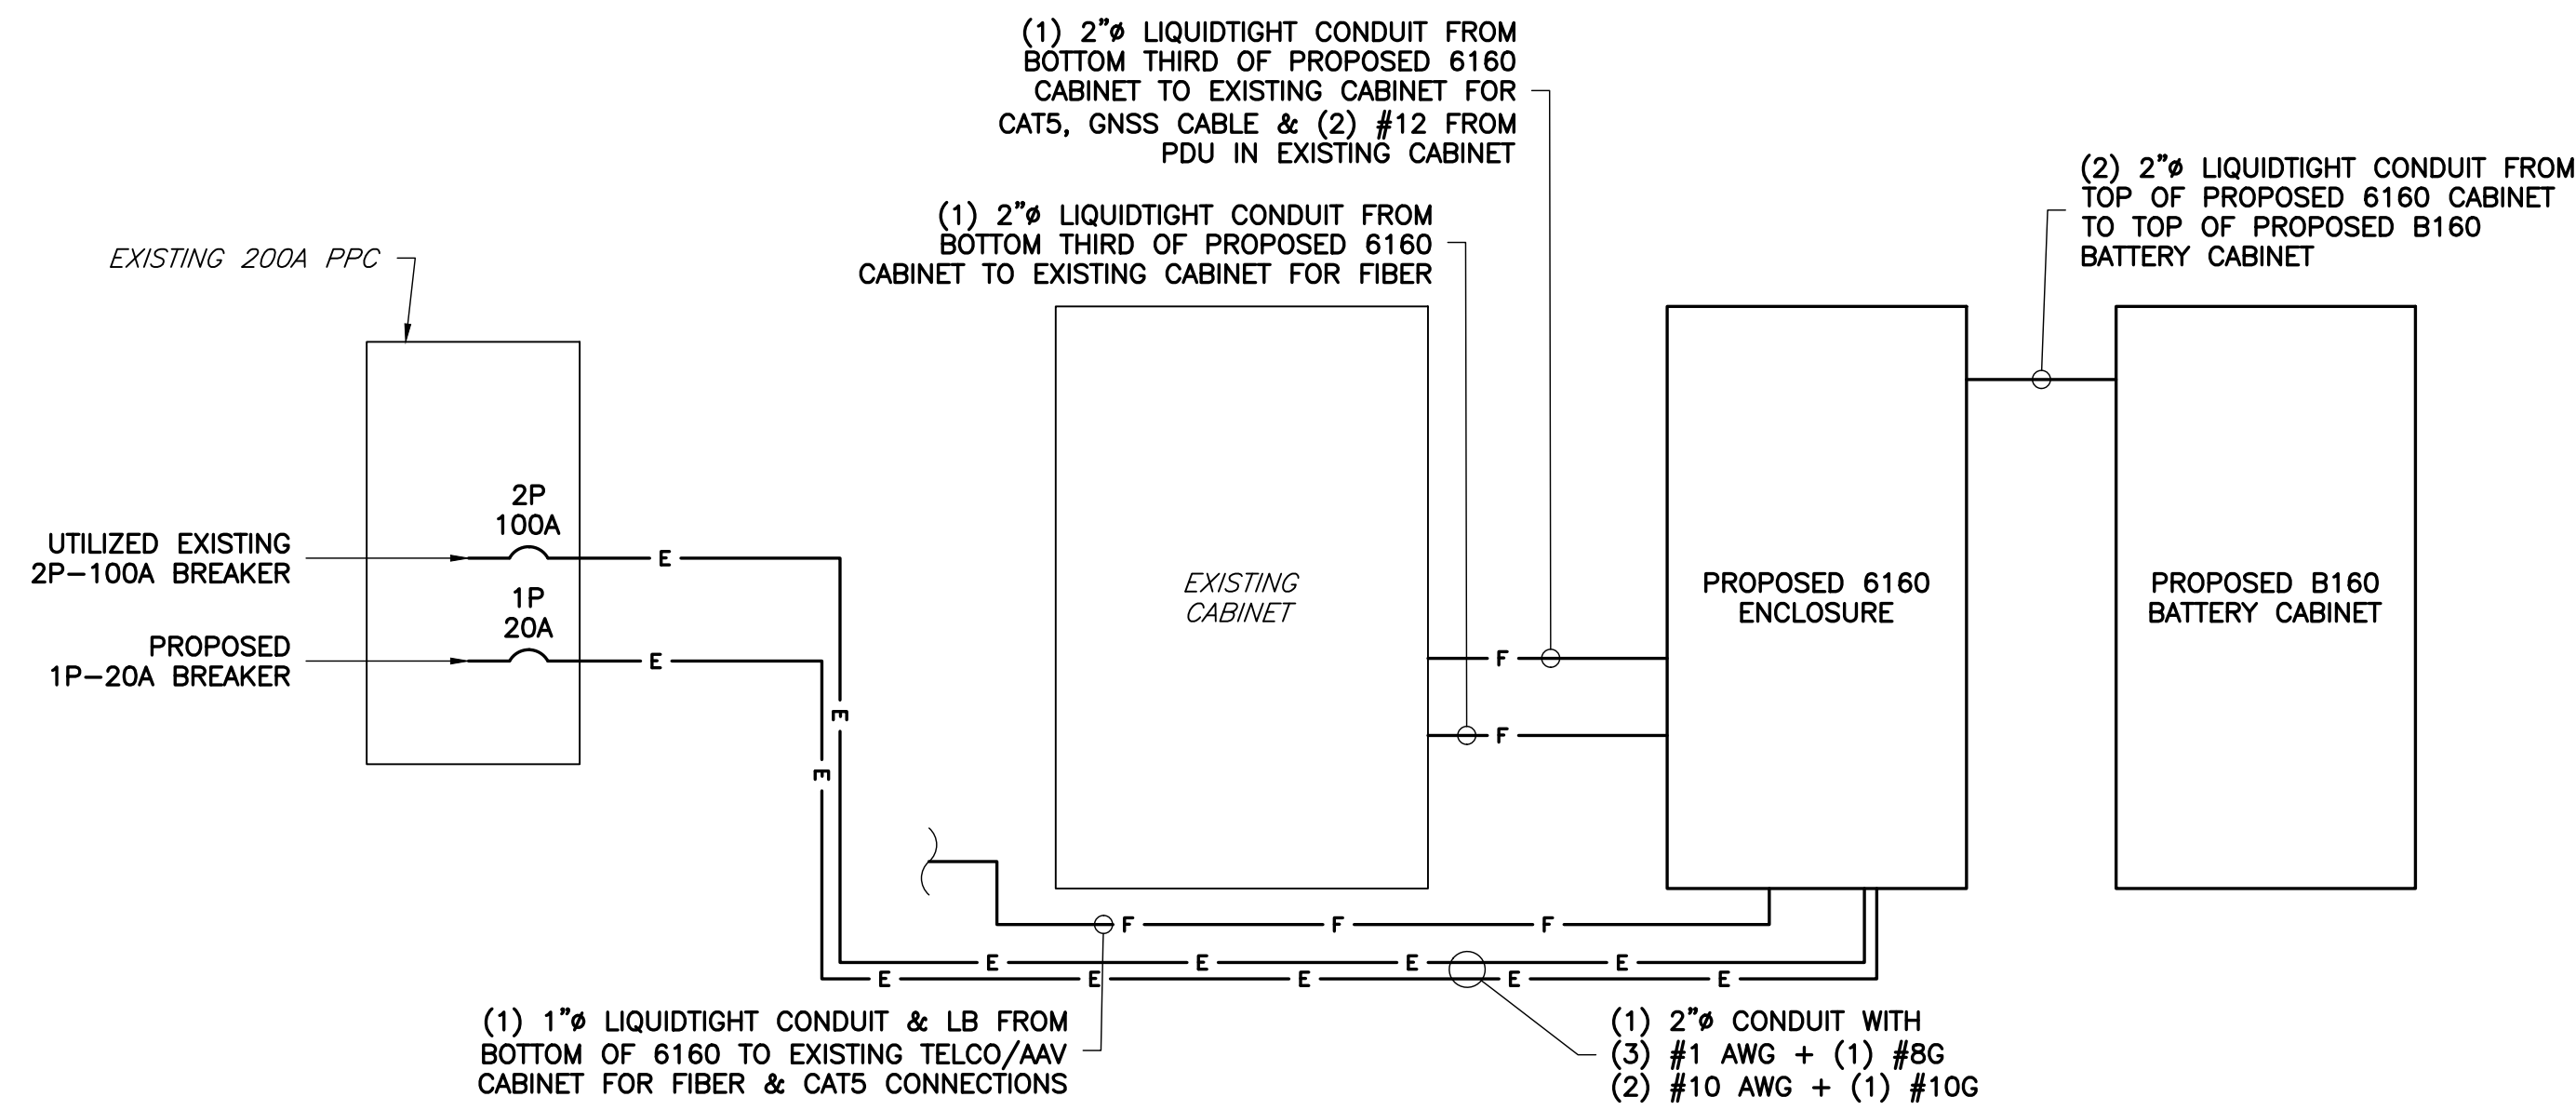 (1) 2"ø LIQUIDTIGHT CONDUIT FROM
BOTTOM THIRD OF PROPOSED 6160
CABINET TO EXISTING CABINET FOR
CAT5, GNSS CABLE & (2) #12 FROM
PDU IN EXISTING CABINET
(2) 2"ø LIQUIDTIGHT CONDUIT FROM
TOP OF PROPOSED 6160 CABINET
TO TOP OF PROPOSED B160
BATTERY CABINET
(1) 2"ø LIQUIDTIGHT CONDUIT FROM
BOTTOM THIRD OF PROPOSED 6160
CABINET TO EXISTING CABINET FOR FIBER
EXISTING 200A PPC
2P
100A
UTILIZED EXISTING
2P-100A BREAKER
E
1P
20A
PROPOSED
1P-20A BREAKER
E
E
E
EXISTING
CABINET
PROPOSED 6160
ENCLOSURE
PROPOSED B160
BATTERY CABINET
F
F
F F F
E E E E
E E E E E
(1) 1"ø LIQUIDTIGHT CONDUIT & LB FROM
BOTTOM OF 6160 TO EXISTING TELCO/AAV
CABINET FOR FIBER & CAT5 CONNECTIONS
(1) 2"ø CONDUIT WITH
(3) #1 AWG + (1) #8G
(2) #10 AWG + (1) #10G